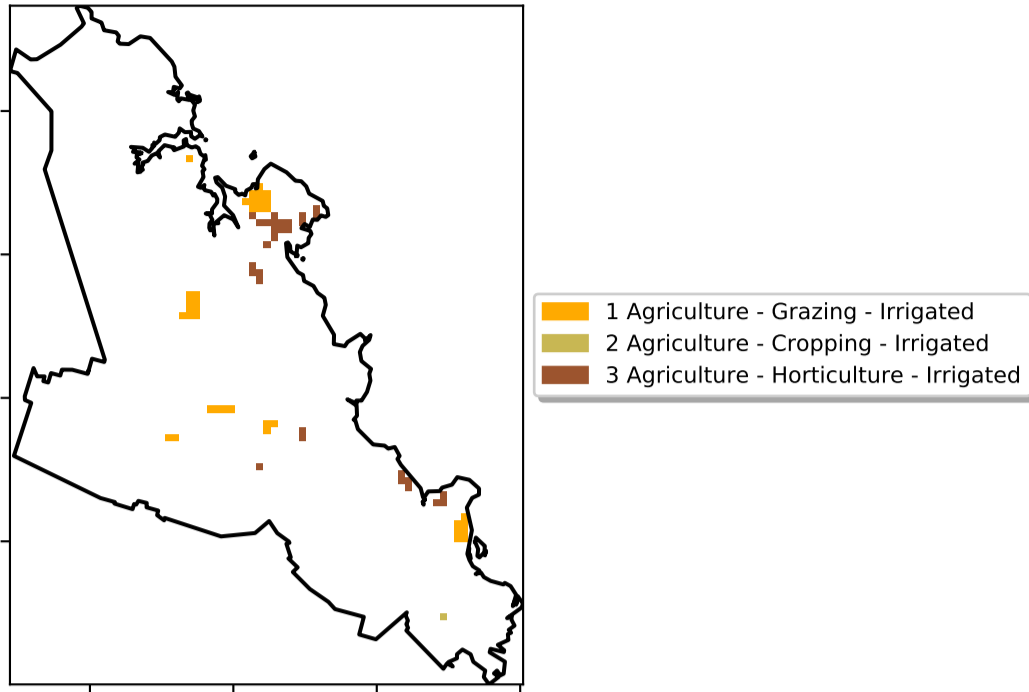 1 Agriculture - Grazing - Irrigated
2 Agriculture - Cropping - Irrigated
3 Agriculture - Horticulture - Irrigated